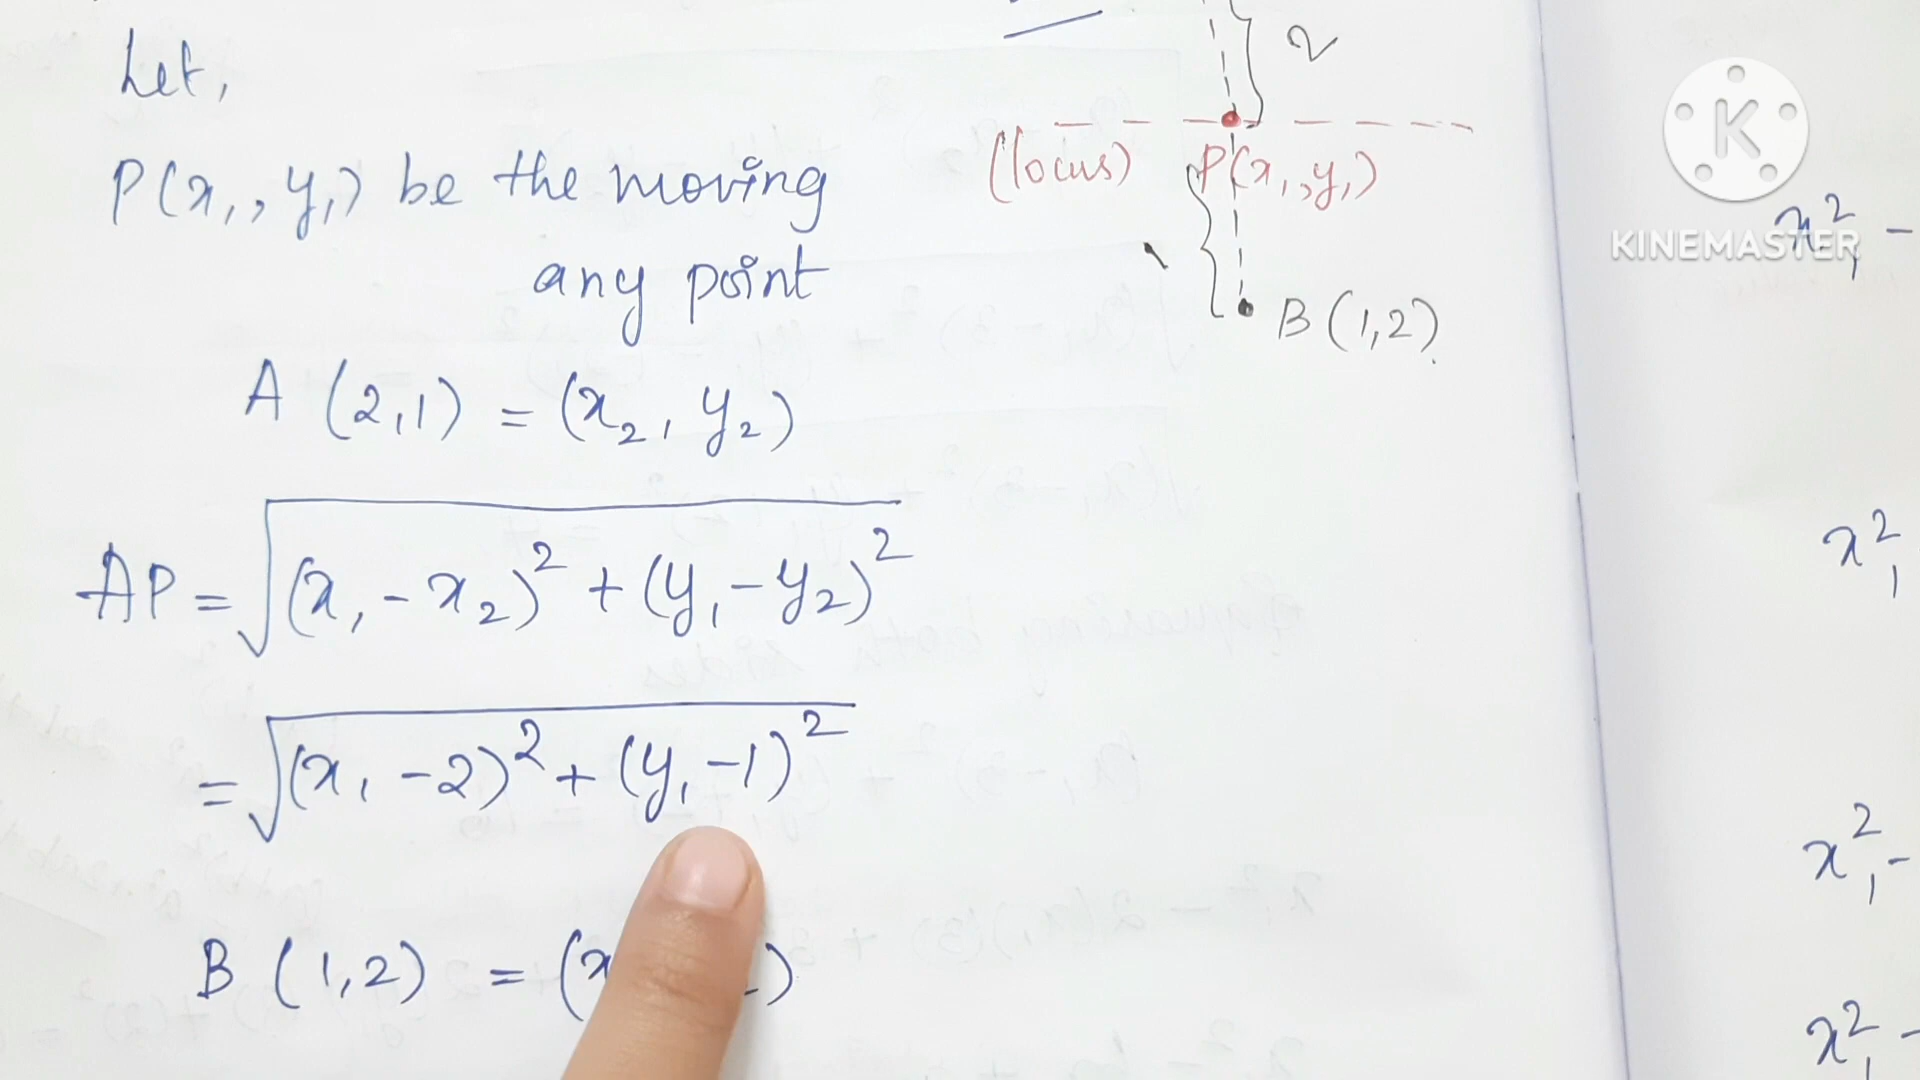 Let,
P(x₁, y₁) be the moving
any point
A (2,1) = (x₂, y₂)
AP = √(x₁ - x₂)² + (y₁ - y₂)²
= √(x₁ - 2)² + (y₁ - 1)²
B (1,2) = (x
2
(locus) P(x₁, y₁)
1
B (1,2)
K
KINEMASTER
x₁² -
x₁²
x₁² -
x₁² -